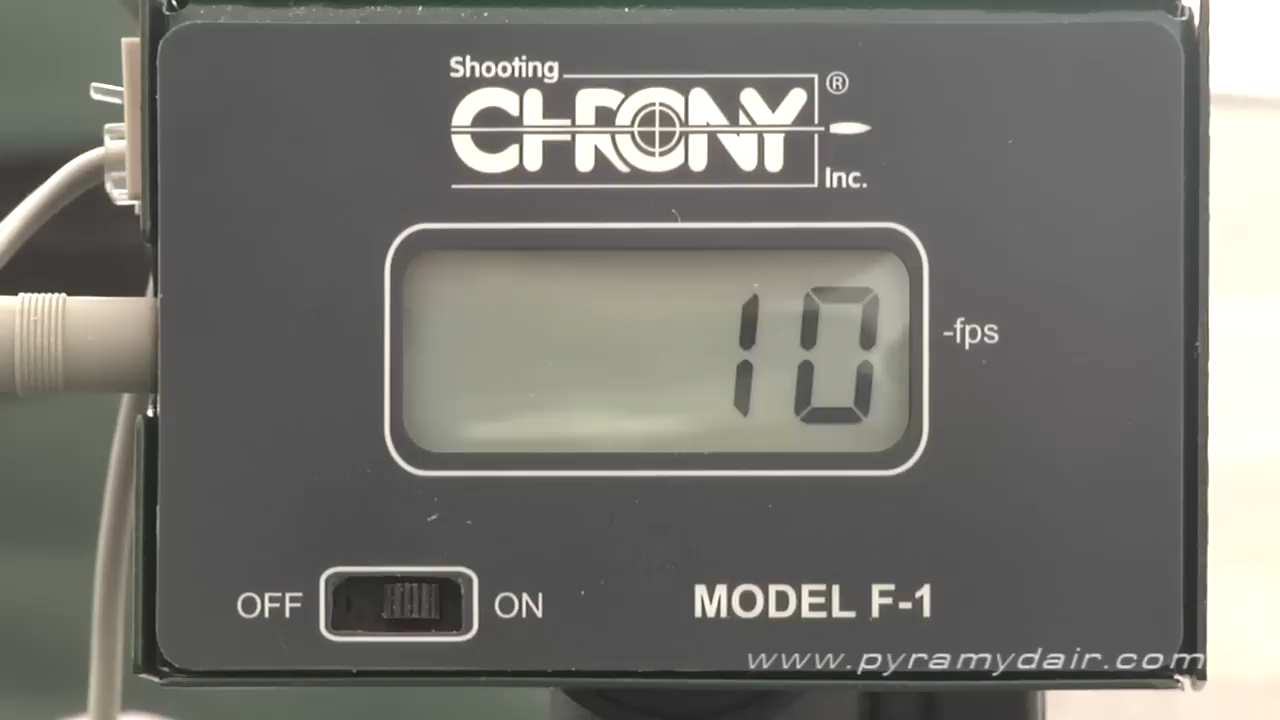 Shooting
CHRONY®
Inc.
10
-fps
OFF ON
MODEL F-1
www.pyramydair.com